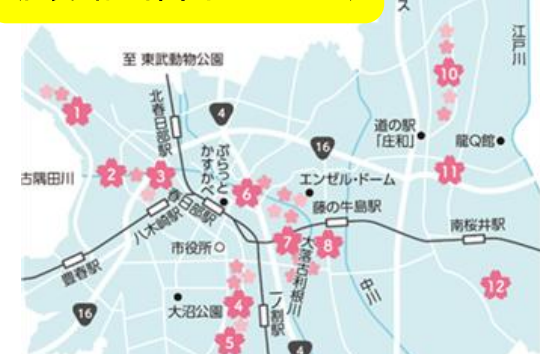 ス
江戸川
至 東武動物公園
北春日部駅
4
10
1
16
道の駅
「庄和」
龍Q館
ぷらっと
かすかべ
古隅田川
2
3
6
エンゼル・ドーム
11
春日部駅
八木崎駅
藤の牛島駅
南桜井駅
市役所
7
8
大落古利根川
豊春駅
中川
12
大沼公園
4
一ノ割駅
16
5
4